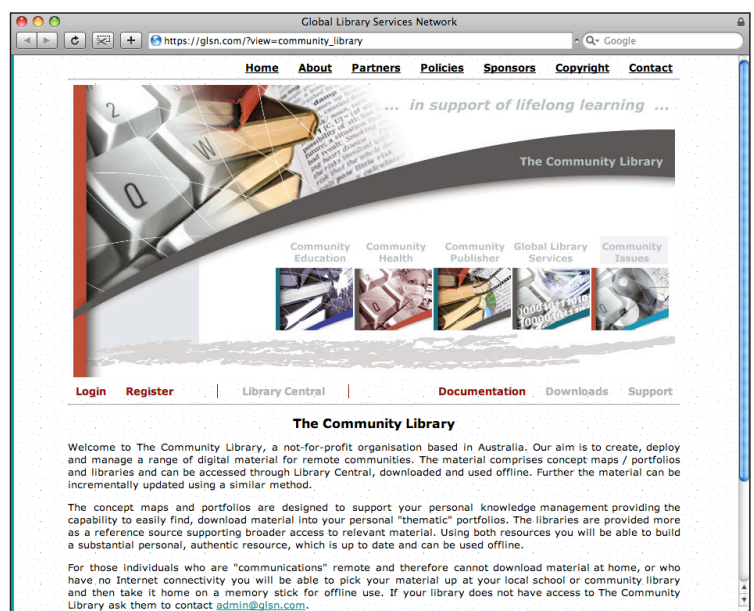 Global Library Services Network
https://glsn.com/?view=community_library
Google
Home About Partners Policies Sponsors Copyright Contact
... in support of lifelong learning ...
The Community Library
Community Education
Community Health
Community Publisher
Global Library Services
Community Issues
Login Register Library Central Documentation Downloads Support
The Community Library
Welcome to The Community Library, a not-for-profit organisation based in Australia. Our aim is to create, deploy
and manage a range of digital material for remote communities. The material comprises concept maps / portfolios
and libraries and can be accessed through Library Central, downloaded and used offline. Further the material can be
incrementally updated using a similar method.
The concept maps and portfolios are designed to support your personal knowledge management providing the
capability to easily find, download material into your personal "thematic" portfolios. The libraries are provided more
as a reference source supporting broader access to relevant material. Using both resources you will be able to build
a substantial personal, authentic resource, which is up to date and can be used offline.
For those individuals who are "communications" remote and therefore cannot download material at home, or who
have no Internet connectivity you will be able to pick your material up at your local school or community library
and then take it home on a memory stick for offline use. If your library does not have access to The Community
Library ask them to contact admin@glsn.com.